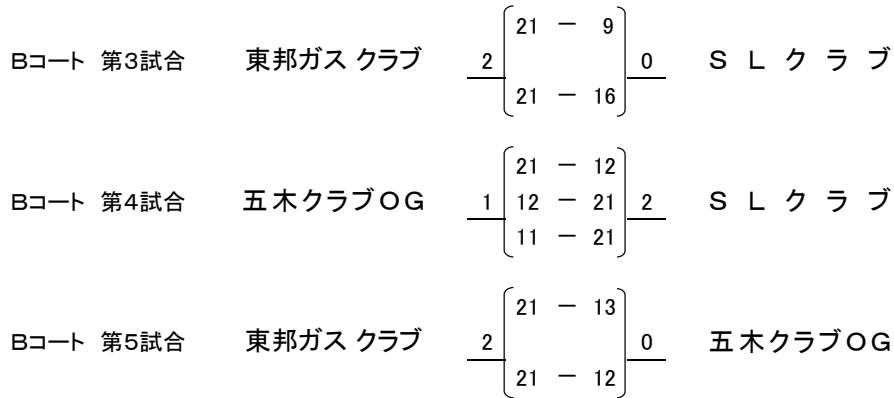 21 － 9
Bコート 第3試合 東邦ガス クラブ 2 0 Ｓ Ｌ ク ラ ブ
21 － 16
21 － 12
Bコート 第4試合 五木クラブＯＧ 1 12 － 21 2 Ｓ Ｌ ク ラ ブ
11 － 21
21 － 13
Bコート 第5試合 東邦ガス クラブ 2 0 五木クラブＯＧ
21 － 12